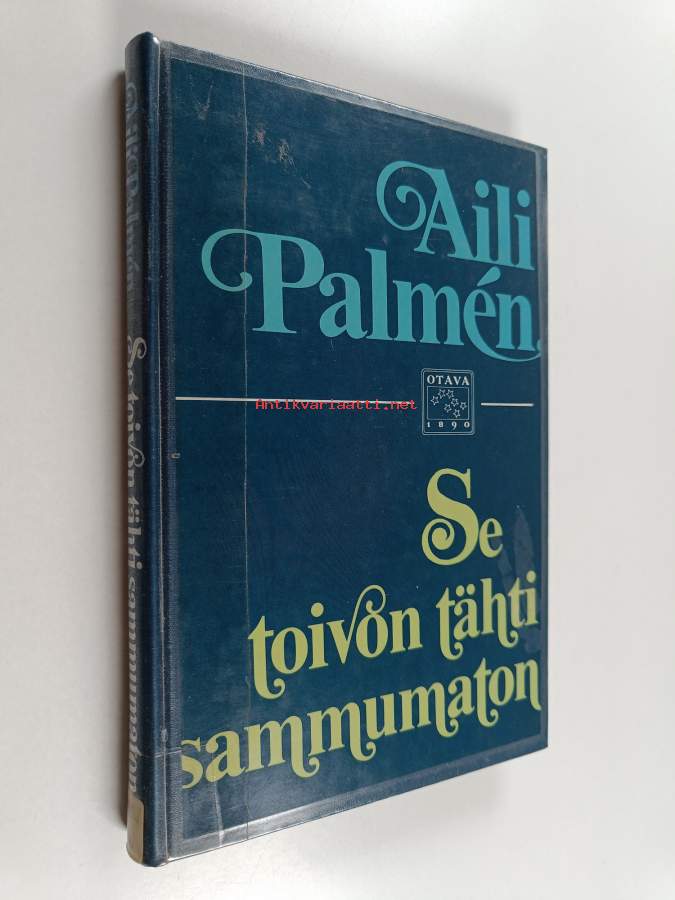 Aili
Palmén
OTAVA
1890
Antikvariaatti.net
Se
toivon tähti
sammumaton
Aili Palmén
Se toivon tähti sammumaton